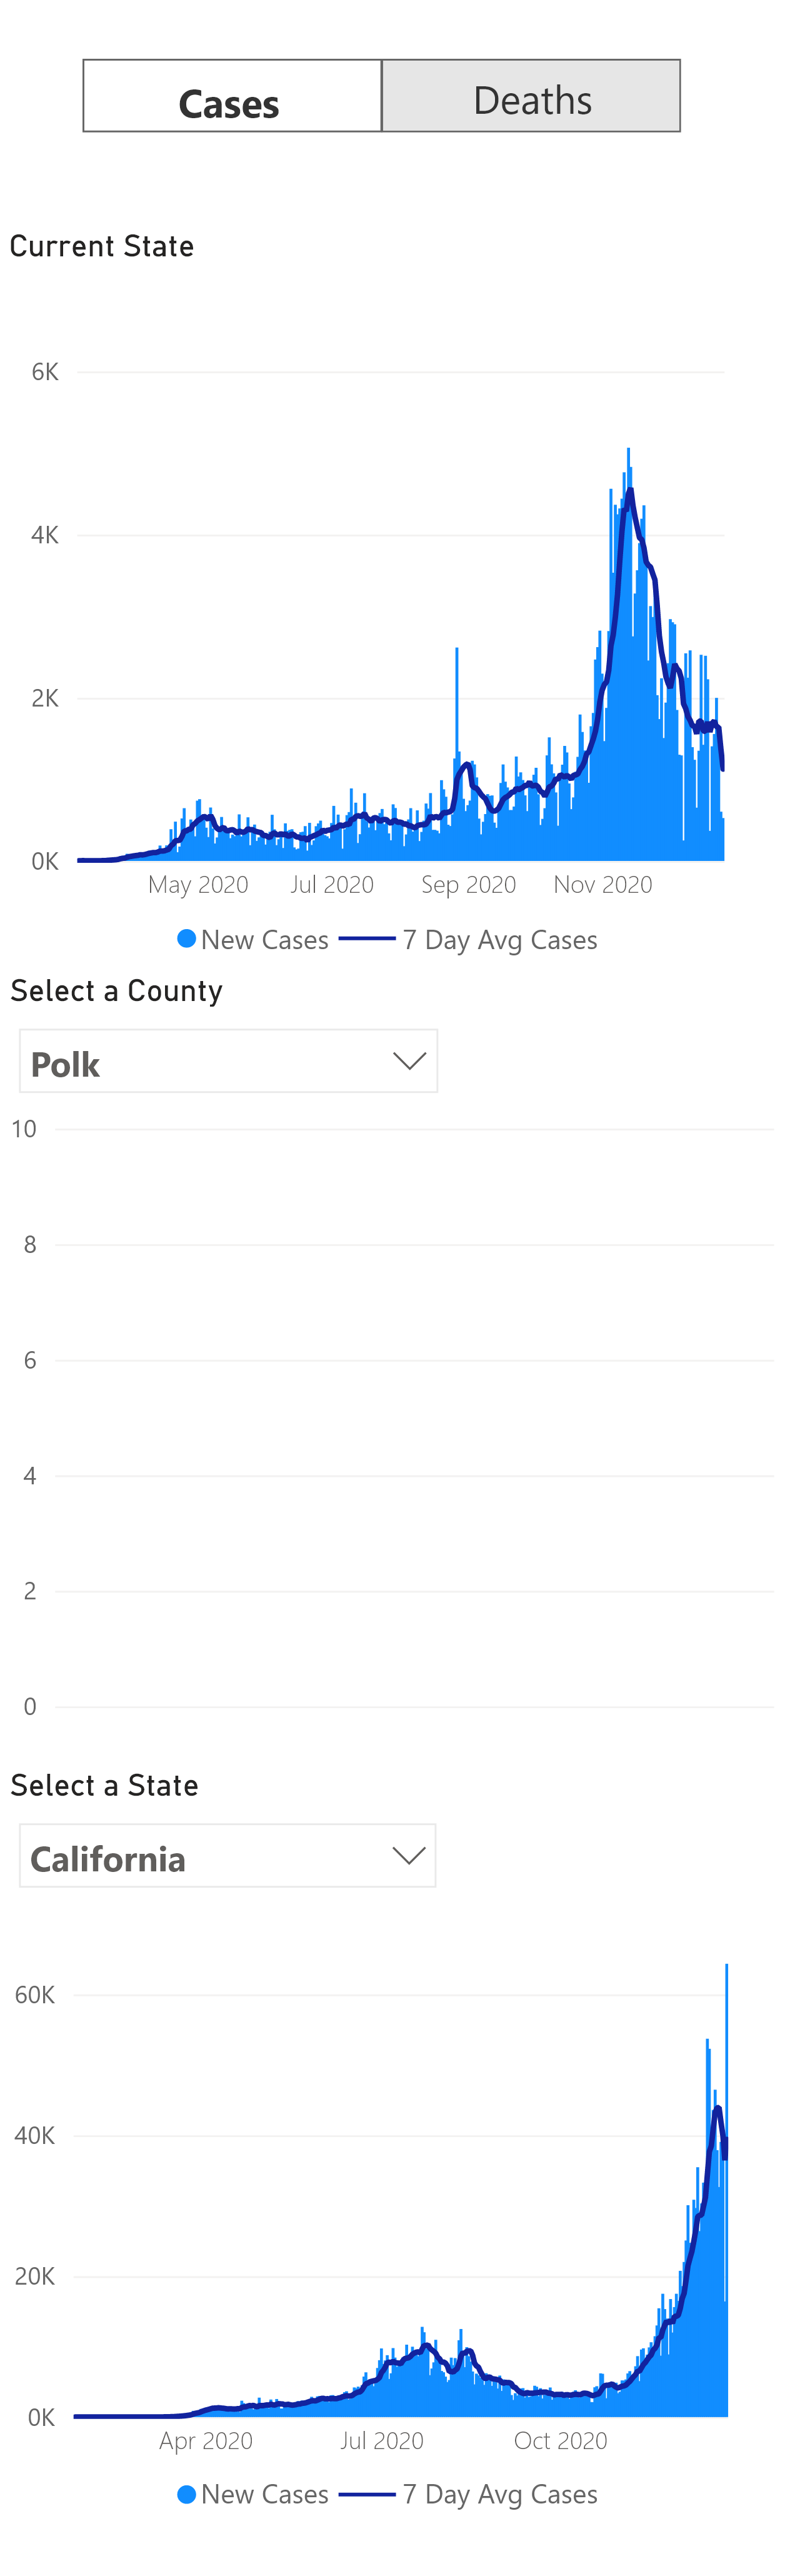 Cases Deaths
Current State
6K
4K
2K
0K
May 2020 Jul 2020 Sep 2020 Nov 2020
New Cases 7 Day Avg Cases
Select a County
Polk
10
8
6
4
2
0
Select a State
California
60K
40K
20K
0K
Apr 2020 Jul 2020 Oct 2020
New Cases 7 Day Avg Cases